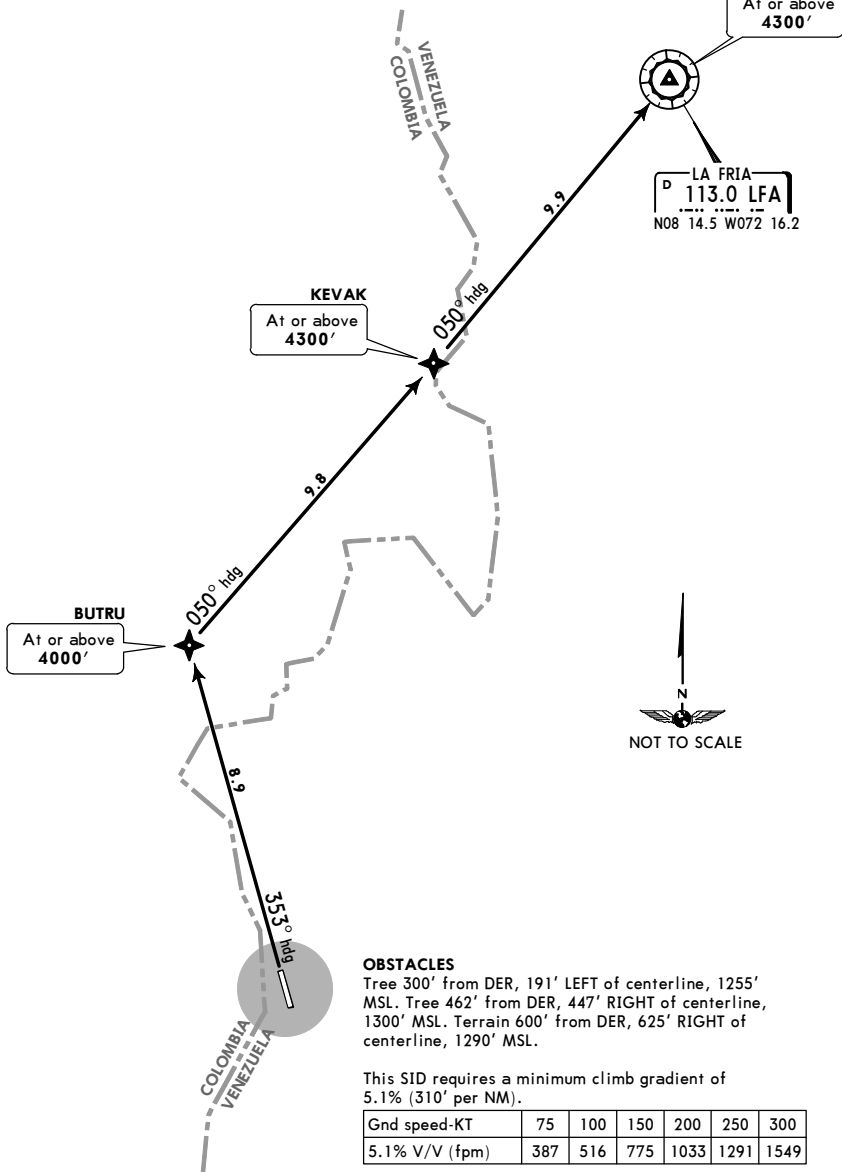 At or above
4300′
VENEZUELA
COLOMBIA
LA FRIA
D 113.0 LFA
N08 14.5 W072 16.2
9.9
KEVAK
At or above
4300′
050° hdg
9.8
050° hdg
BUTRU
At or above
4000′
N
NOT TO SCALE
8.9
353° hdg
COLOMBIA
VENEZUELA
OBSTACLES
Tree 300′ from DER, 191′ LEFT of centerline, 1255′
MSL. Tree 462′ from DER, 447′ RIGHT of centerline,
1300′ MSL. Terrain 600′ from DER, 625′ RIGHT of
centerline, 1290′ MSL.
This SID requires a minimum climb gradient of
5.1% (310′ per NM).
Gnd speed-KT 75 100 150 200 250 300
5.1% V/V (fpm) 387 516 775 1033 1291 1549